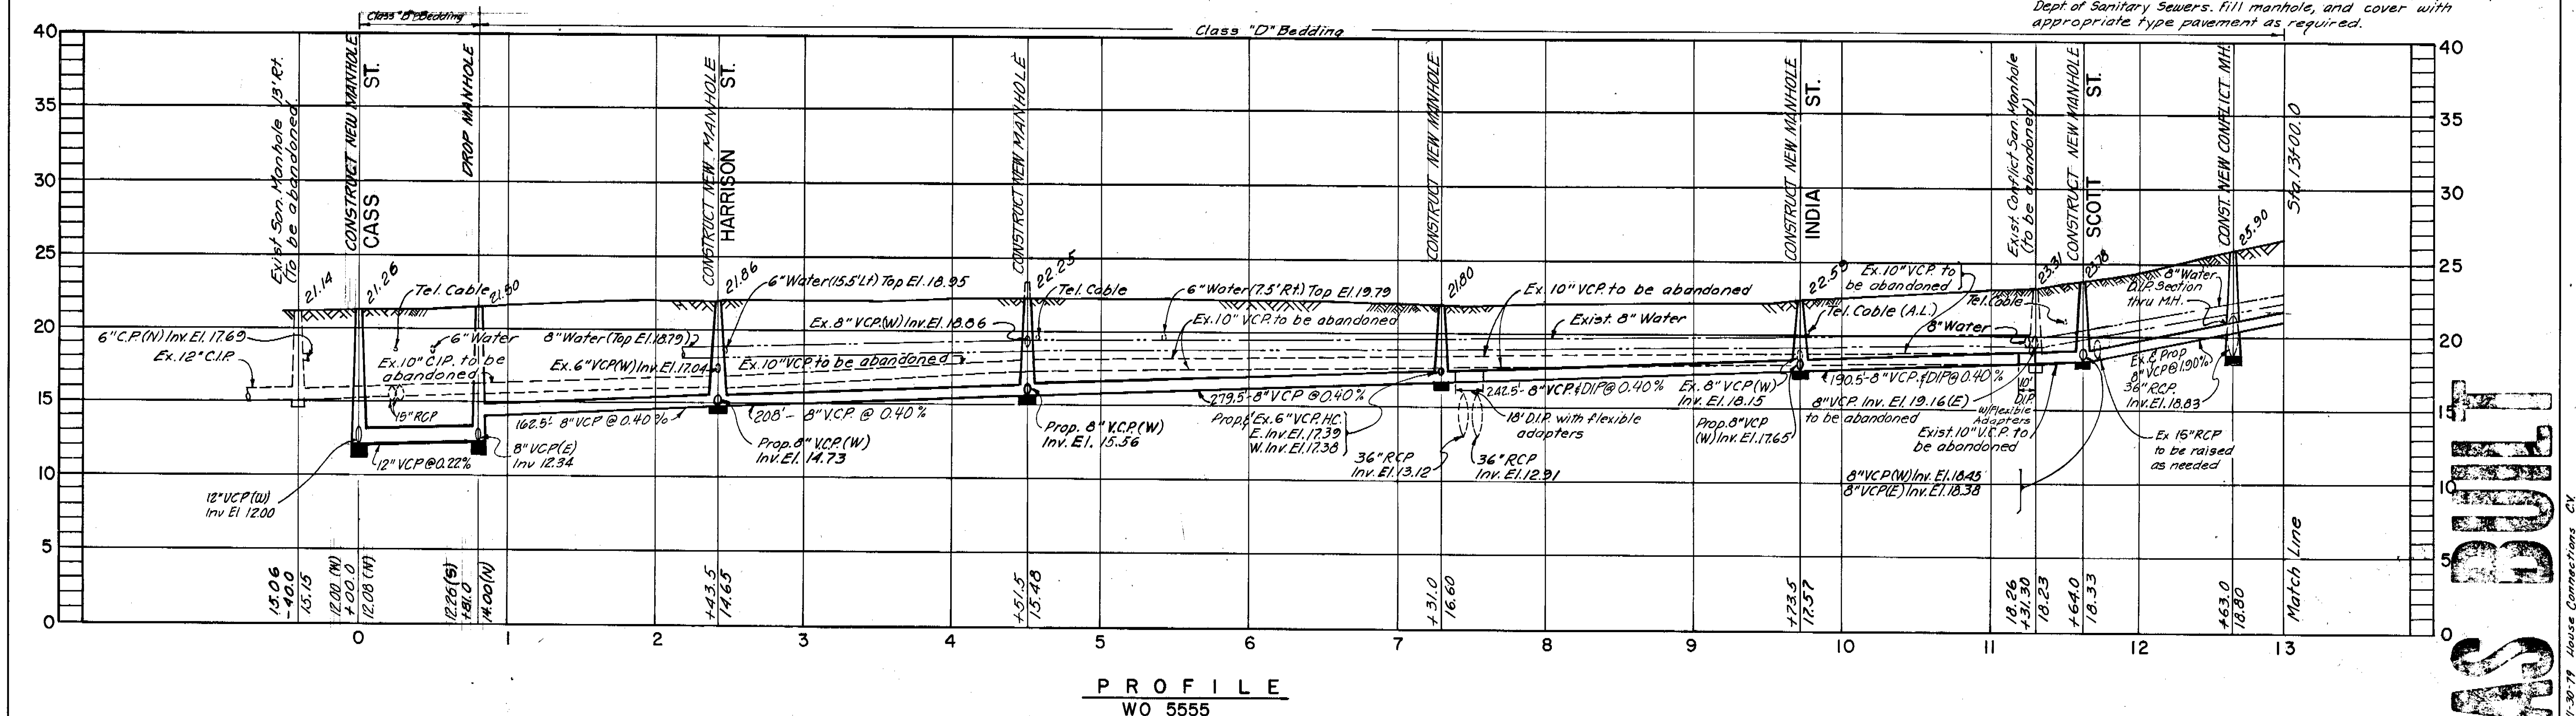 Dept. of Sanitary Sewers. Fill manhole, and cover with
appropriate type pavement as required.
Class "D" Bedding
40
35
30
25
20
15
10
5
0
40
35
30
25
20
15
10
5
0
Exist San. Manhole 13' Rt.
(To be abandoned.
CONSTRUCT NEW MANHOLE
CASS ST.
DROP MANHOLE
CONSTRUCT NEW MANHOLE
HARRISON ST.
CONSTRUCT NEW MANHOLE
CONSTRUCT NEW MANHOLE
CONSTRUCT NEW MANHOLE
INDIA ST.
Exist. Conflict San. Manhole
(to be abandoned)
CONSTRUCT NEW MANHOLE
SCOTT ST.
CONST. NEW CONFLICT M.H.
Sta. 13+00.0
21.14
21.26
21.50
21.86
22.25
21.80
22.59
23.31
23.78
25.90
Tel. Cable
6" Water (15.5' Lt) Top El. 18.95
Tel. Cable
6" Water (7.5' Rt) Top El. 19.79
Ex. 10" VCP. to be abandoned
Ex. 10" VCP. to
be abandoned
Tel. Cable
8" Water
D.I.P. Section
thru M.H.
6" C.P. (N) Inv. El. 17.69
Ex. 12" C.I.P.
6" Water
8" Water (Top El. 18.79)
Ex. 8" VCP. (W) Inv. El. 18.86
Ex. 10" VCP. to be abandoned
Exist. 8" Water
Tel. Cable (A.L.)
8" Water
Ex. 10" C.I.P. to be
abandoned
Ex. 6" VCP (W) Inv. El. 17.04
Ex. 10" VCP. to be abandoned
15" RCP
162.5'- 8" VCP @ 0.40 %
208' - 8" V.C.P. @ 0.40 %
279.5'- 8" VCP @ 0.40%
242.5'- 8" V.C.P. & DIP @ 0.40 %
Ex. 8" VCP (W)
Inv. El. 18.15
190.5'- 8" VCP. & DIP @ 0.40 %
Ex. & Prop
8" VCP @ 1.90%
36" RCP.
Inv. El. 18.83
12" VCP @ 0.22%
8" VCP (E)
Inv 12.34
Prop. 8" V.C.P. (W)
Inv. El. 14.73
Prop. 8" V.C.P. (W)
Inv. El. 15.56
Prop. & Ex. 6" V.C.P. H.C.
E. Inv. El. 17.39
W. Inv. El. 17.38
18' D.I.P. with flexible
adapters
36" RCP
Inv. El. 13.12
36" RCP
Inv. El. 12.91
Prop. 8" VCP
(W) Inv. El. 17.65
8" VCP. Inv. El. 19.16 (E)
to be abandoned
10'
D.I.P.
w/Flexible
Adapters
Exist. 10" V.C.P. to
be abandoned
Ex 15" RCP
to be raised
as needed
8" VCP (W) Inv. El. 18.45
8" VCP (E) Inv. El. 18.38
12" VCP (W)
Inv El 12.00
15.06
-40.0
15.15
12.00 (W)
+00.0
12.08 (N)
12.26 (S)
+81.0
14.00 (N)
+43.5
14.65
+51.5
15.48
+31.0
16.60
+73.5
17.57
18.26
+31.30
18.23
+64.0
18.33
+63.0
18.80
Match Line
0 1 2 3 4 5 6 7 8 9 10 11 12 13
PROFILE
WO 5555
AS BUILT
House Connections C.Y.